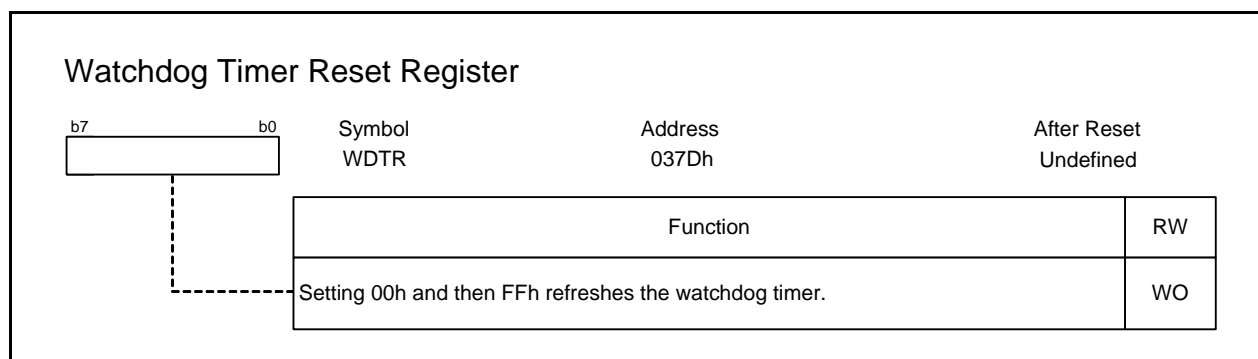 Watchdog Timer Reset Register
b7 b0 Symbol Address After Reset
WDTR 037Dh Undefined
Function RW
Setting 00h and then FFh refreshes the watchdog timer. WO